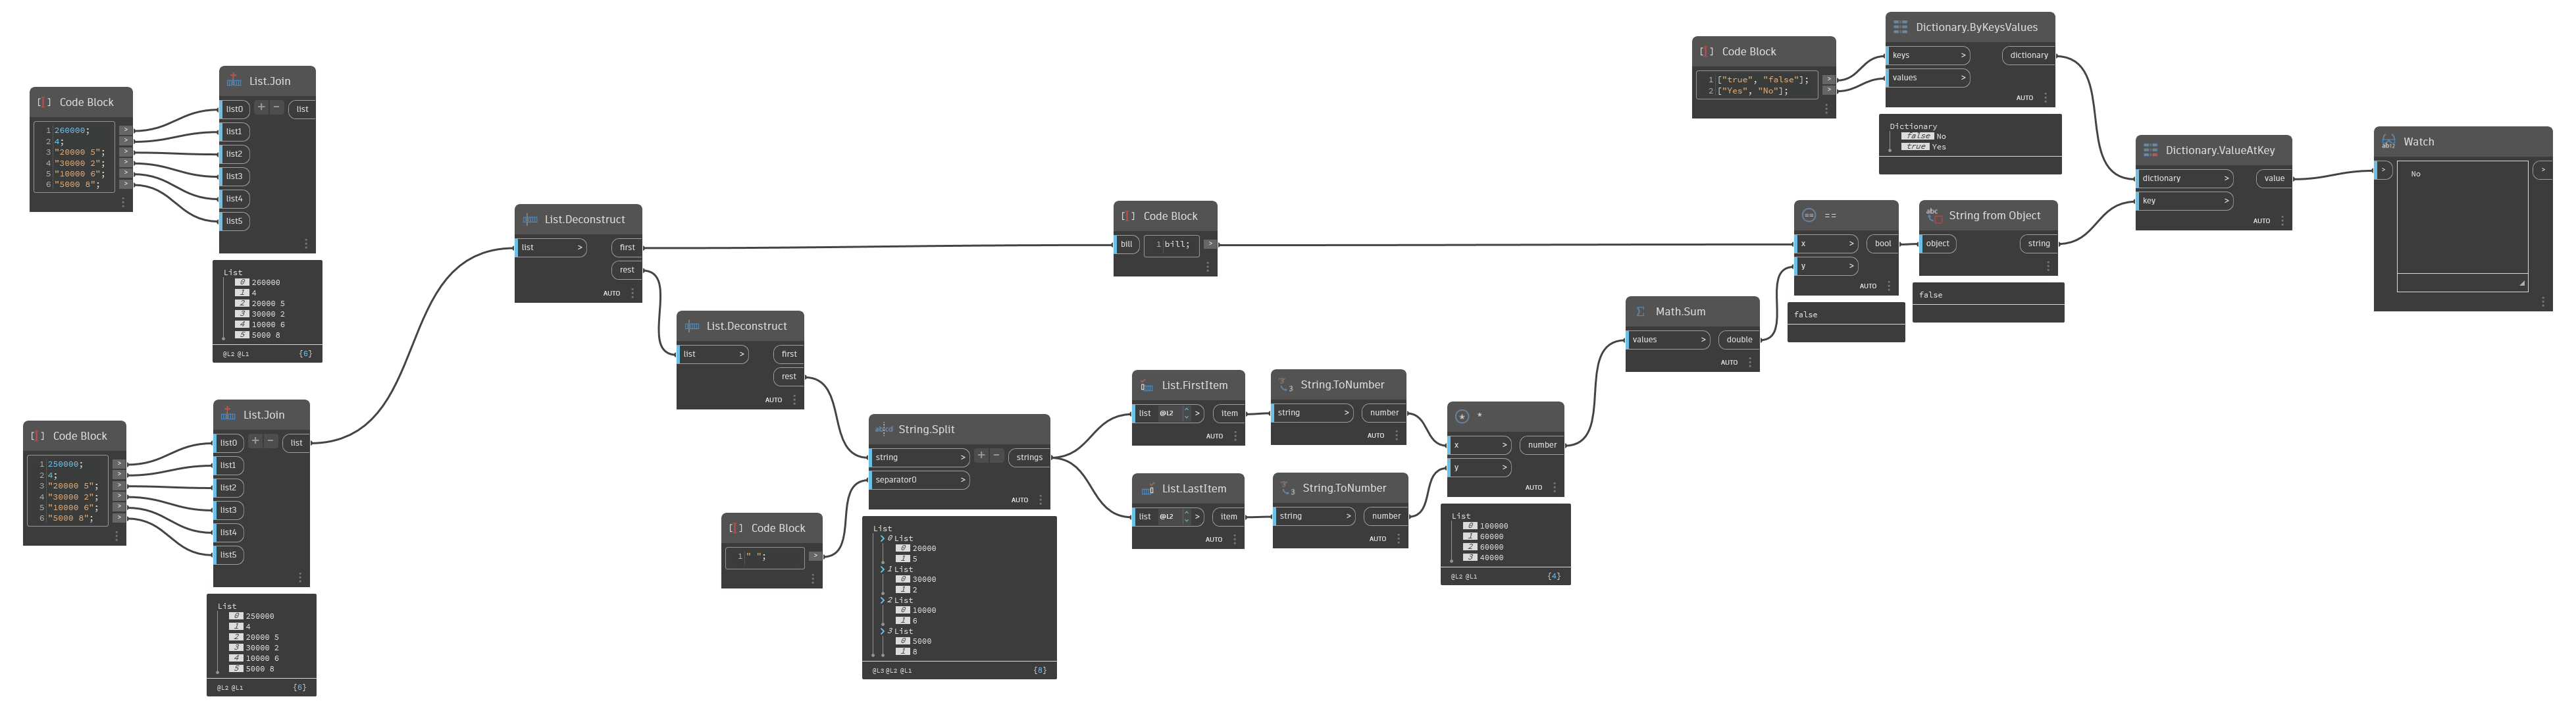 [ ] Code Block
1 260000; >
2 4; >
3 "20000 5"; >
4 "30000 2"; >
5 "10000 6"; >
6 "5000 8"; >
List.Join
list0 + - list
list1
list2
list3
list4
list5
List
0 260000
1 4
2 20000 5
3 30000 2
4 10000 6
5 5000 8
@L2 @L1 {6}
[ ] Code Block
1 250000; >
2 4; >
3 "20000 5"; >
4 "30000 2"; >
5 "10000 6"; >
6 "5000 8"; >
List.Join
list0 + - list
list1
list2
list3
list4
list5
List
0 250000
1 4
2 20000 5
3 30000 2
4 10000 6
5 5000 8
@L2 @L1 {6}
List.Deconstruct
list > first
rest
AUTO
List.Deconstruct
list > first
rest
AUTO
[ ] Code Block
1 " "; >
abcd String.Split
string > + - strings
separator0 >
AUTO
List
0 List
0 20000
1 5
1 List
0 30000
1 2
2 List
0 10000
1 6
3 List
0 5000
1 8
@L3 @L2 @L1 {8}
[ ] Code Block
bill 1 bill; >
List.FirstItem
list @L2 > item
AUTO
List.LastItem
list @L2 > item
AUTO
3 String.ToNumber
string > number
AUTO
3 String.ToNumber
string > number
AUTO
*
x > number
y >
AUTO
List
0 100000
1 60000
2 60000
3 40000
@L2 @L1 {4}
Σ Math.Sum
values > double
AUTO
== ==
x > bool
y >
AUTO
false
abc String from Object
object string
false
[ ] Code Block
1 ["true", "false"]; >
2 ["Yes", "No"]; >
Dictionary.ByKeysValues
keys > dictionary
values >
AUTO
Dictionary
false No
true Yes
Dictionary.ValueAtKey
dictionary > value
key >
AUTO
Watch
> >
No